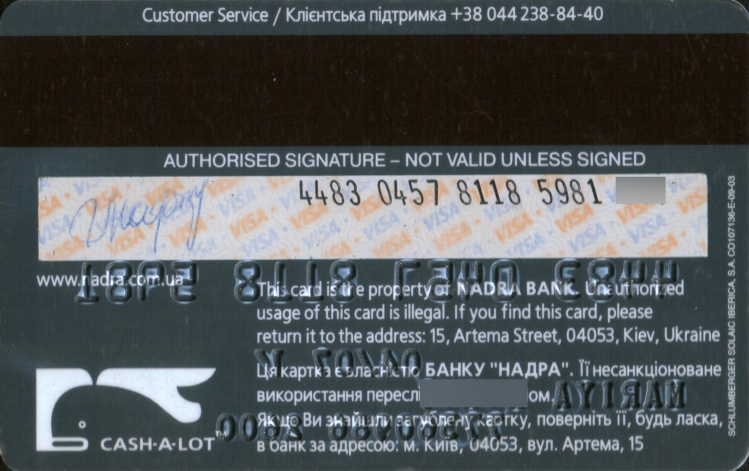 Customer Service / Клієнтська підтримка +38 044 238-84-40
AUTHORISED SIGNATURE – NOT VALID UNLESS SIGNED
4483 0457 8118 5981
www.nadra.com.ua
This card is the property of NADRA BANK. Unauthorized
usage of this card is illegal. If you find this card, please
return it to the address: 15, Artema Street, 04053, Kiev, Ukraine
Ця картка є власністю БАНКУ "НАДРА". Її несанкціоноване
використання переслі ом.
Якщо Ви знайшли загублену картку, поверніть її, будь ласка,
в банк за адресою: м. Київ, 04053, вул. Артема, 15
CASH-A-LOT™
SCHLUMBERGER SOLAIC IBERICA, S.A. CO107136-E-09-03